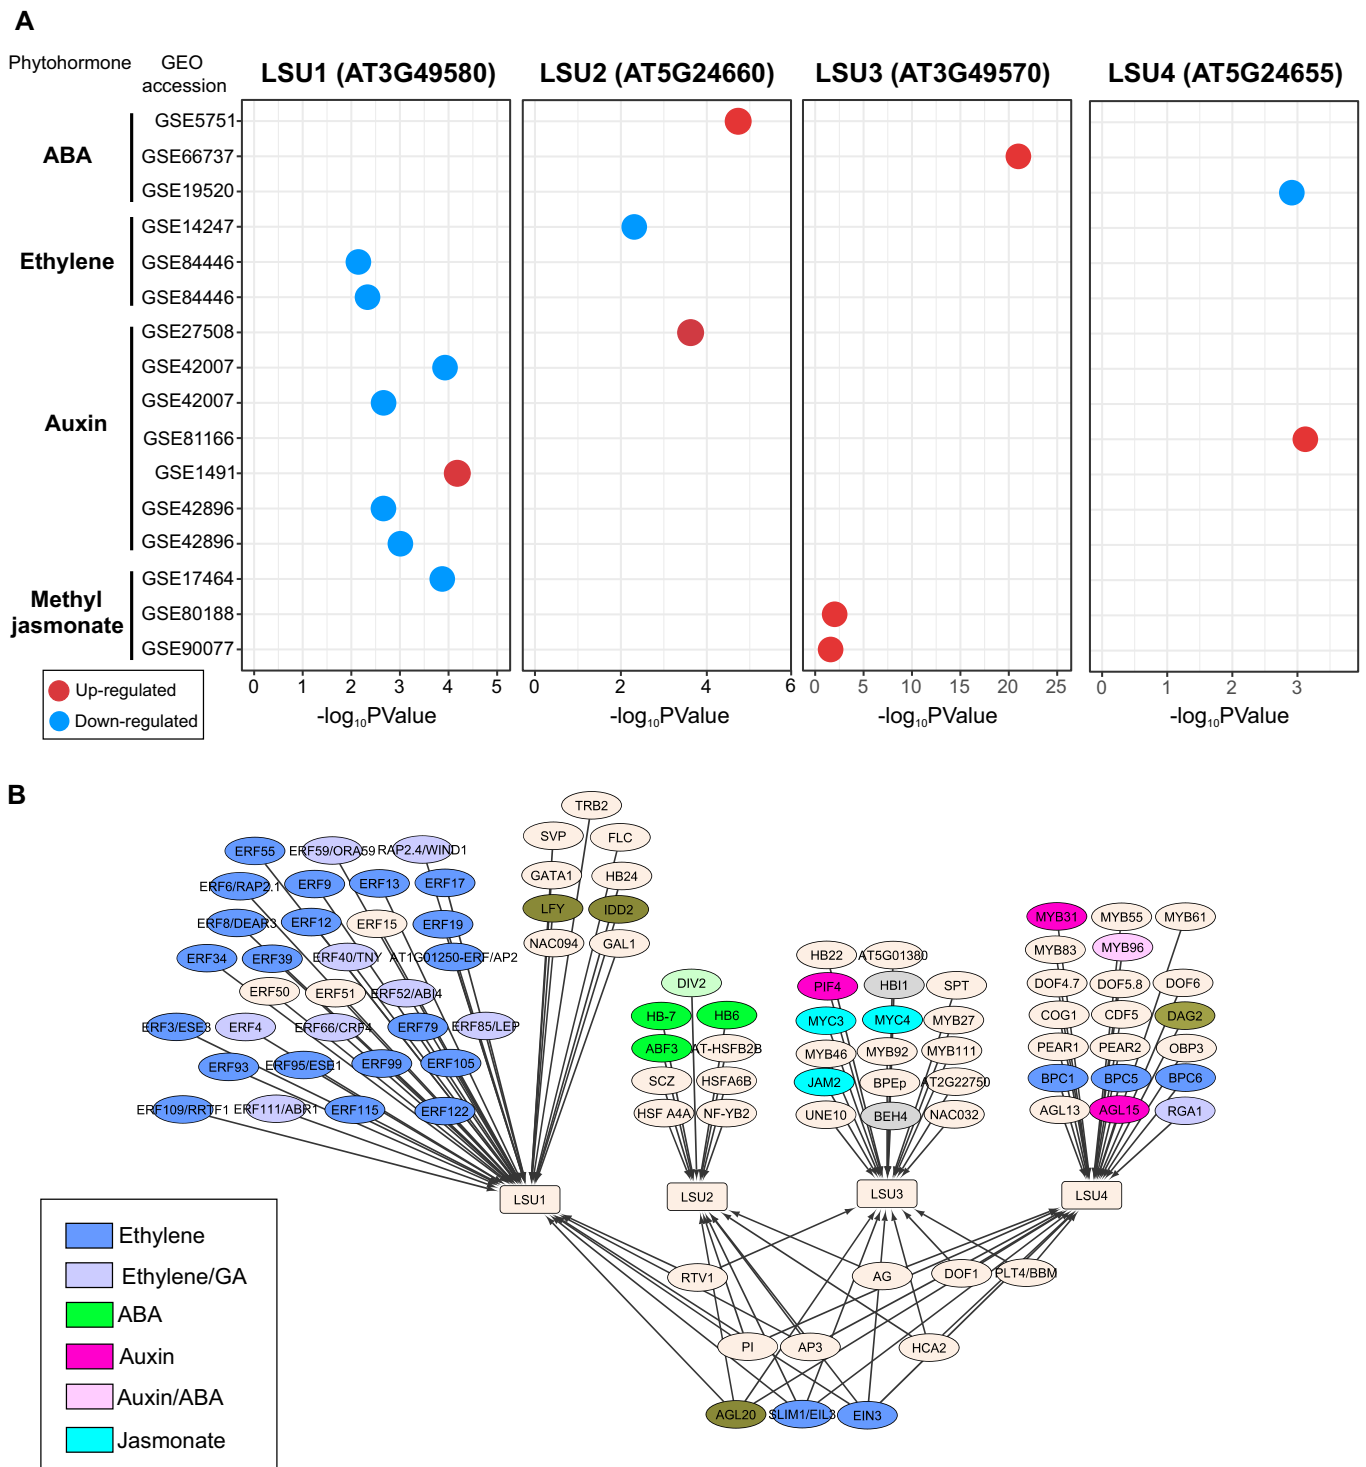 A
Phytohormone
GEO accession
LSU1 (AT3G49580)
LSU2 (AT5G24660)
LSU3 (AT3G49570)
LSU4 (AT5G24655)
ABA
GSE5751
GSE66737
GSE19520
Ethylene
GSE14247
GSE84446
GSE84446
Auxin
GSE27508
GSE42007
GSE42007
GSE81166
GSE1491
GSE42896
GSE42896
Methyl jasmonate
GSE17464
GSE80188
GSE90077
0 1 2 3 4 5
0 2 4 6
0 5 10 15 20 25
0 1 2 3
-log₁₀PValue
-log₁₀PValue
-log₁₀PValue
-log₁₀PValue
Up-regulated
Down-regulated
B
ERF55 ERF59/ORA59 RAP2.4/WIND1
ERF6/RAP2.1 ERF9 ERF13 ERF17
ERF8/DEAR3 ERF12 ERF15 ERF19
ERF34 ERF39 ERF40/TNY AT1G01250-ERF/AP2
ERF50 ERF51 ERF52/ABI4
ERF3/ESE3 ERF4 ERF66/CRF4 ERF79 ERF85/LEP
ERF93 ERF95/ESE1 ERF99 ERF105
ERF109/RRTF1 ERF111/ABR1 ERF115 ERF122
TRB2
SVP FLC
GATA1 HB24
LFY IDD2
NAC094 GAL1
DIV2
HB-7 HB6
ABF3 AT-HSFB2B
SCZ HSFA6B
HSF A4A NF-YB2
HB22 AT5G01380
PIF4 HBI1 SPT
MYC3 MYC4 MYB27
MYB46 MYB92 MYB111
JAM2 BPEp AT2G22750
UNE10 BEH4 NAC032
MYB31 MYB55 MYB61
MYB83 MYB96
DOF4.7 DOF5.8 DOF6
COG1 CDF5 DAG2
PEAR1 PEAR2 OBP3
BPC1 BPC5 BPC6
AGL13 AGL15 RGA1
LSU1 LSU2 LSU3 LSU4
RTV1 AG DOF1 PLT4/BBM
PI AP3 HCA2
AGL20 SLIM1/EIL3 EIN3
Ethylene
Ethylene/GA
ABA
Auxin
Auxin/ABA
Jasmonate